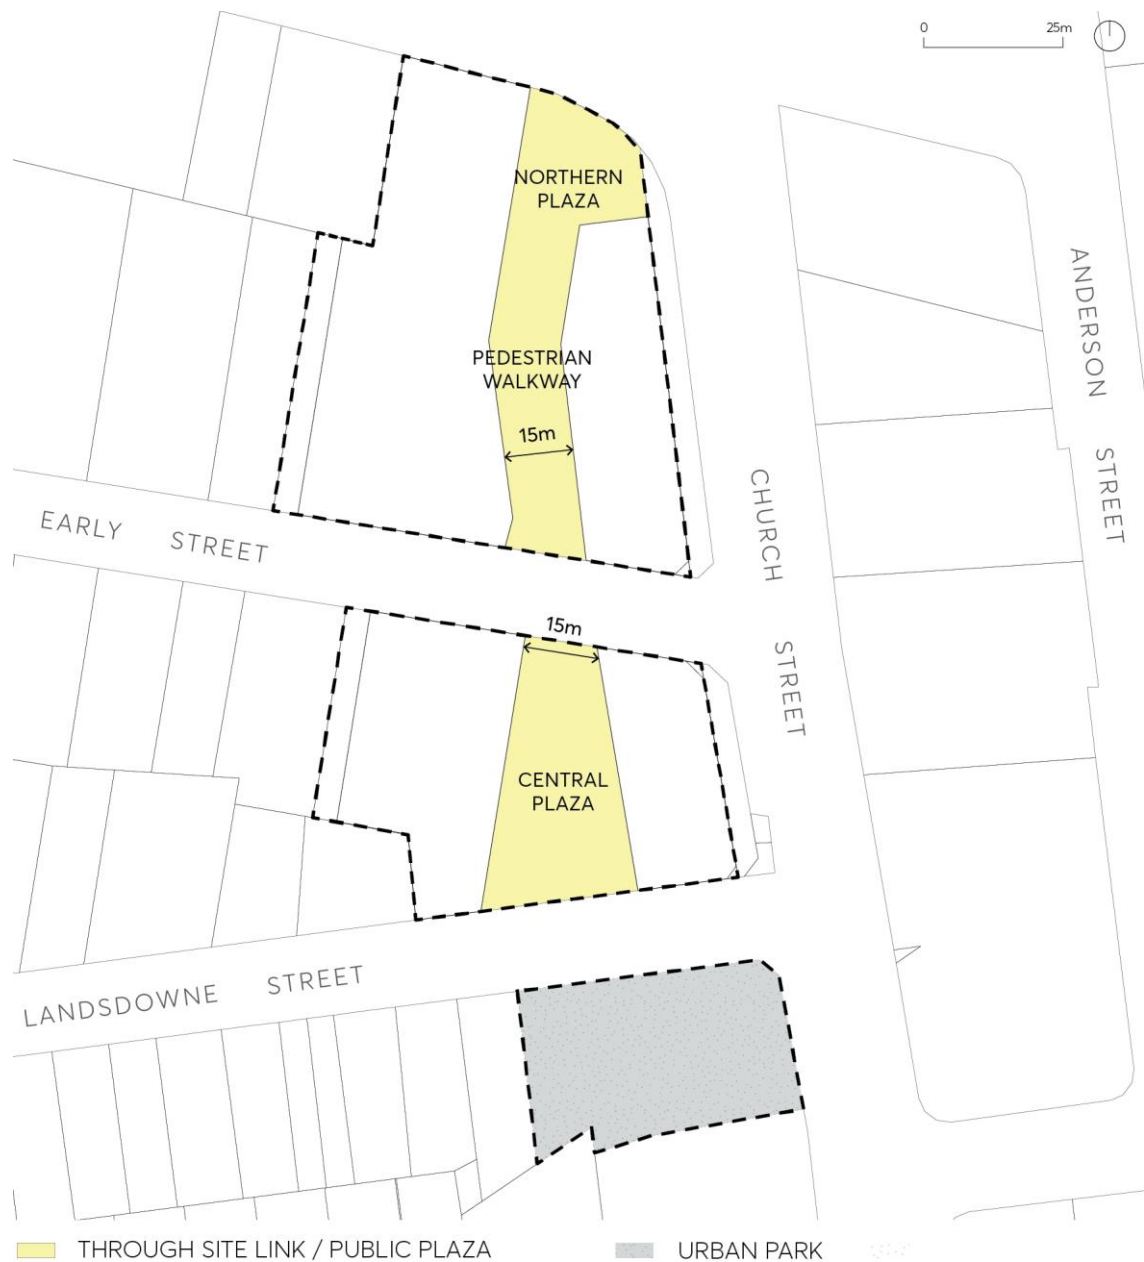 0 25m
NORTHERN
PLAZA
ANDERSON STREET
PEDESTRIAN
WALKWAY
15m
CHURCH STREET
EARLY STREET
15m
CENTRAL
PLAZA
LANDSDOWNE STREET
THROUGH SITE LINK / PUBLIC PLAZA
URBAN PARK